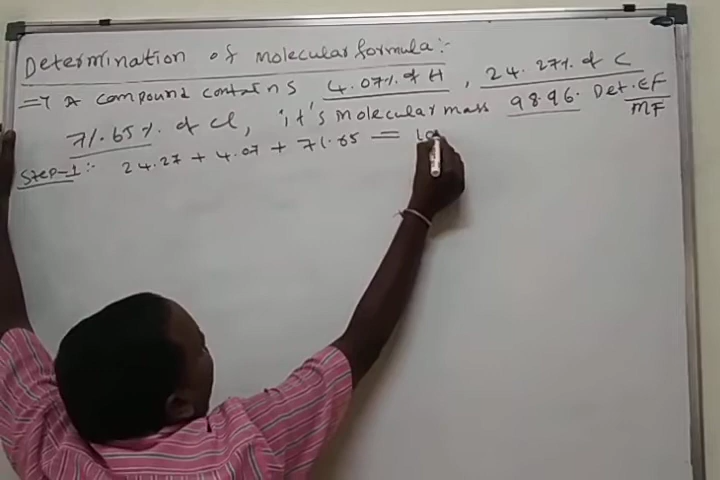 Determination of molecular formula:-
=> A compound contains 4.07% of H, 24.27% of C
71.65% of Cl, it's molecular mass 98.96. Det. EF
MF
Step-1:- 24.27 + 4.07 + 71.65 = 10